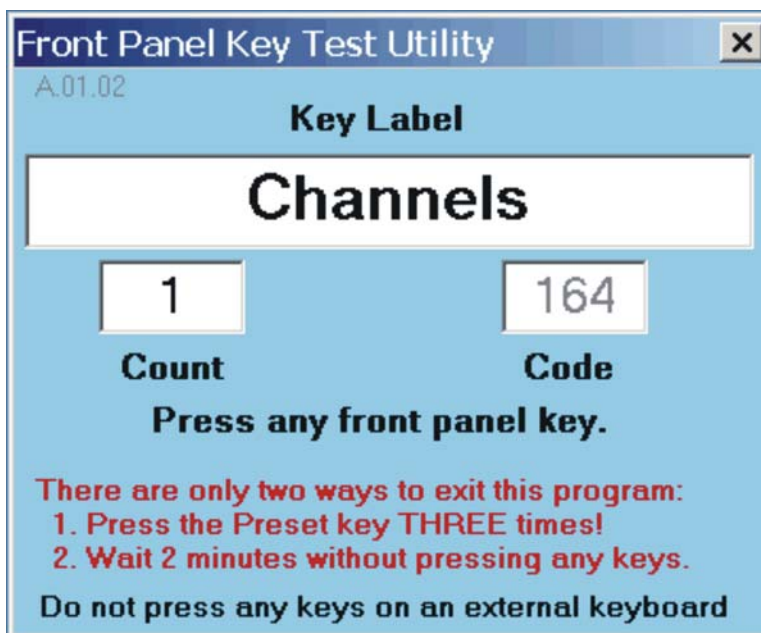 Front Panel Key Test Utility
A.01.02
Key Label
Channels
1 164
Count Code
Press any front panel key.
There are only two ways to exit this program:
1. Press the Preset key THREE times!
2. Wait 2 minutes without pressing any keys.
Do not press any keys on an external keyboard